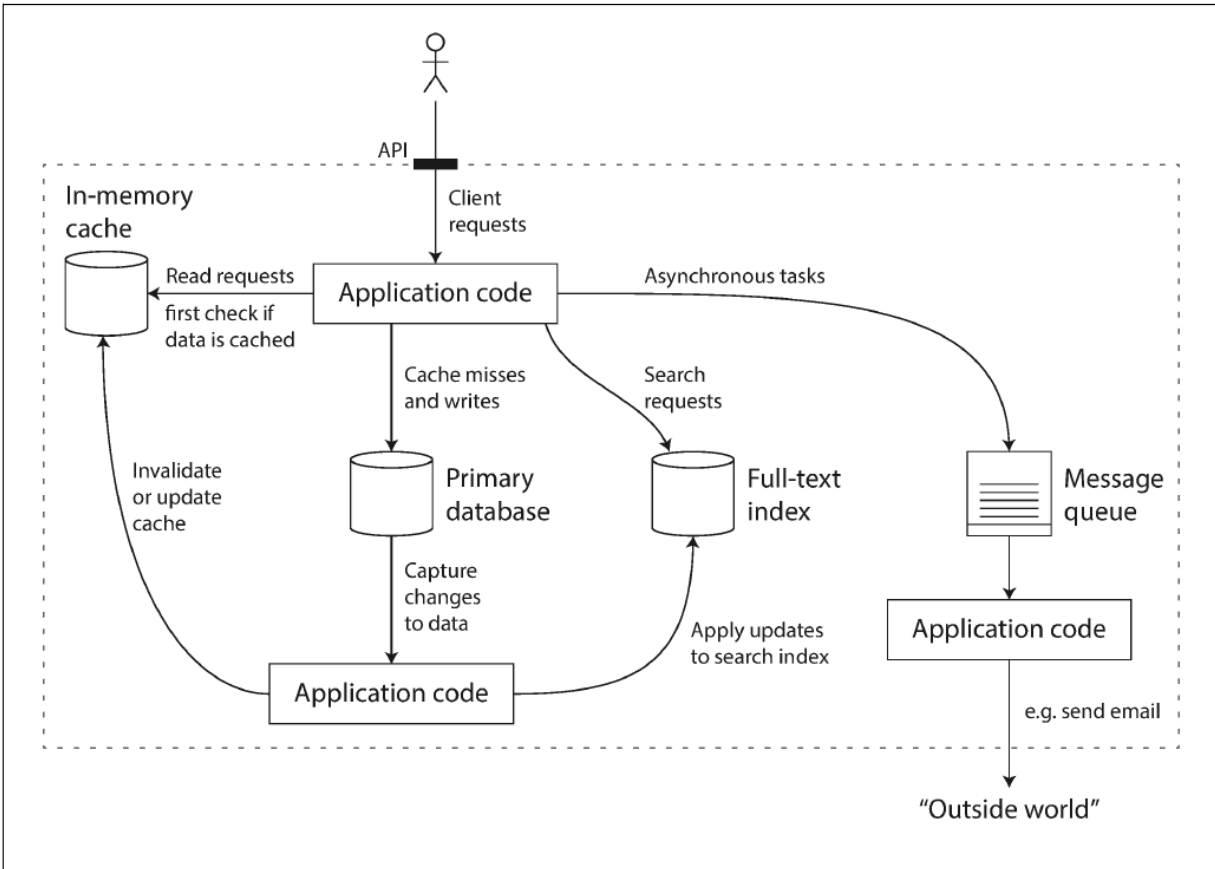 API
Client
requests
In-memory
cache
Read requests
first check if
data is cached
Application code
Asynchronous tasks
Cache misses
and writes
Search
requests
Invalidate
or update
cache
Primary
database
Full-text
index
Message
queue
Capture
changes
to data
Apply updates
to search index
Application code
Application code
e.g. send email
“Outside world”